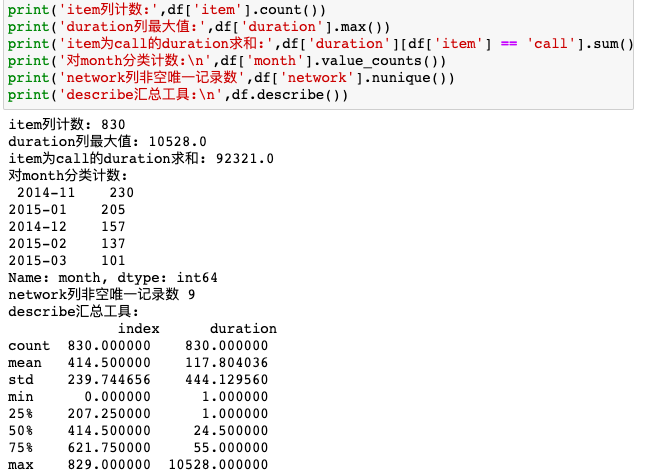 print('item列计数:',df['item'].count())
print('duration列最大值:',df['duration'].max())
print('item为call的duration求和:',df['duration'][df['item'] == 'call'].sum()
print('对month分类计数:\n',df['month'].value_counts())
print('network列非空唯一记录数',df['network'].nunique())
print('describe汇总工具:\n',df.describe())
item列计数: 830
duration列最大值: 10528.0
item为call的duration求和: 92321.0
对month分类计数:
2014-11    230
2015-01    205
2014-12    157
2015-02    137
2015-03    101
Name: month, dtype: int64
network列非空唯一记录数 9
describe汇总工具:
index      duration
count  830.000000    830.000000
mean   414.500000    117.804036
std    239.744656    444.129560
min      0.000000      1.000000
25%    207.250000      1.000000
50%    414.500000     24.500000
75%    621.750000     55.000000
max    829.000000  10528.000000